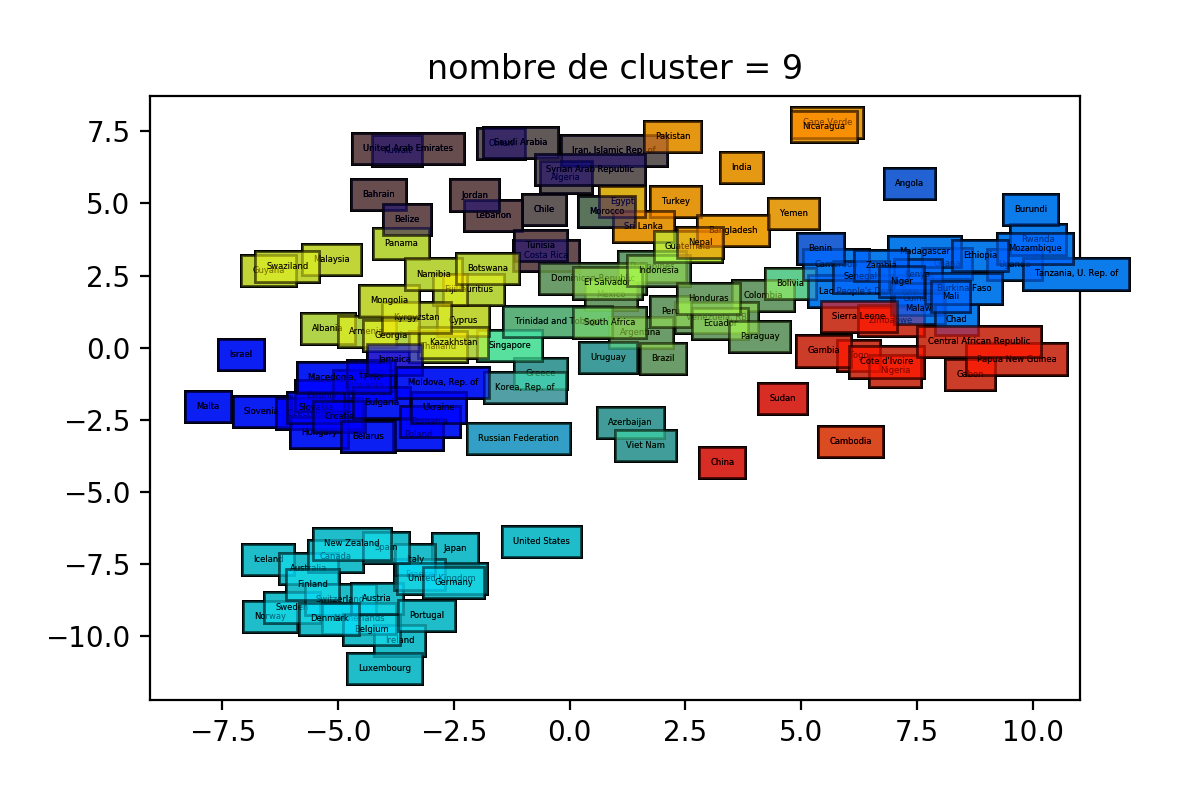 nombre de cluster = 9
7.5
5.0
2.5
0.0
−2.5
−5.0
−7.5
−10.0
Cape Verde
Nicaragua
Pakistan
United Arab Emirates
Kuwait
Saudi Arabia
Iran, Islamic Rep. of
Syrian Arab Republic
Algeria
India
Angola
Bahrain
Jordan
Lebanon
Belize
Chile
Egypt
Morocco
Turkey
Sri Lanka
Bangladesh
Yemen
Burundi
Panama
Tunisia
Costa Rica
Guatemala
Nepal
Benin
Madagascar
Ethiopia
Rwanda
Mozambique
Tanzania, U. Rep. of
Guyana
Swaziland
Malaysia
Namibia
Botswana
Fiji
Mauritius
Dominican Republic
El Salvador
Mexico
Indonesia
Bolivia
Colombia
Honduras
Senegal
Zambia
Niger
Lao People's
Burkina Faso
Mali
Malawi
Chad
Mongolia
Kyrgyzstan
Cyprus
Albania
Armenia
Georgia
Kazakhstan
Thailand
Trinidad and
South Africa
Argentina
Ecuador
Paraguay
Sierra Leone
Zimbabwe
Central African Republic
Papua New Guinea
Gabon
Gambia
Cote d'Ivoire
Nigeria
Israel
Jamaica
Singapore
Uruguay
Brazil
Macedonia,
Moldova, Rep. of
Greece
Korea, Rep. of
Malta
Slovenia
Croatia
Bulgaria
Ukraine
Hungary
Belarus
Poland
Russian Federation
Azerbaijan
Viet Nam
Sudan
Cambodia
China
United States
Iceland
Australia
Canada
New Zealand
Spain
Italy
Japan
Finland
United Kingdom
Germany
Norway
Sweden
Switzerland
Austria
Denmark
Netherlands
Belgium
Portugal
Ireland
Luxembourg
−7.5 −5.0 −2.5 0.0 2.5 5.0 7.5 10.0